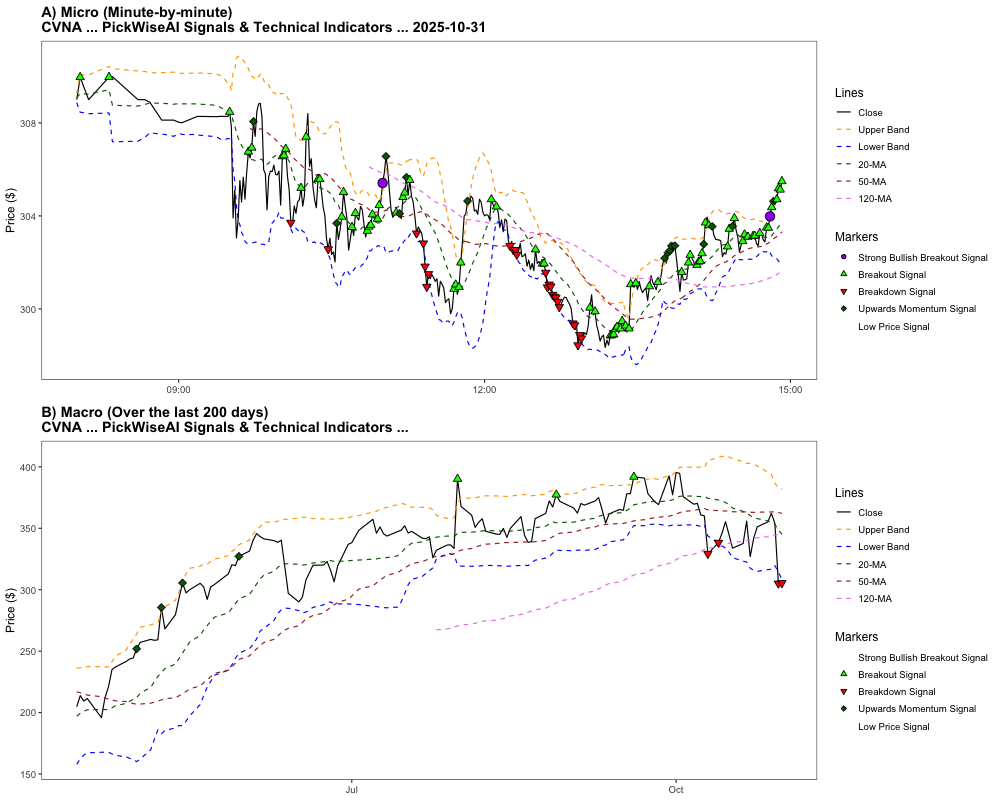 A) Micro (Minute-by-minute)
CVNA ... PickWiseAI Signals & Technical Indicators ... 2025-10-31
Price ($)
308
304
300
09:00
12:00
15:00
Lines
Close
Upper Band
Lower Band
20-MA
50-MA
120-MA
Markers
Strong Bullish Breakout Signal
Breakout Signal
Breakdown Signal
Upwards Momentum Signal
Low Price Signal
B) Macro (Over the last 200 days)
CVNA ... PickWiseAI Signals & Technical Indicators ...
Price ($)
400
350
300
250
200
150
Jul
Oct
Lines
Close
Upper Band
Lower Band
20-MA
50-MA
120-MA
Markers
Strong Bullish Breakout Signal
Breakout Signal
Breakdown Signal
Upwards Momentum Signal
Low Price Signal